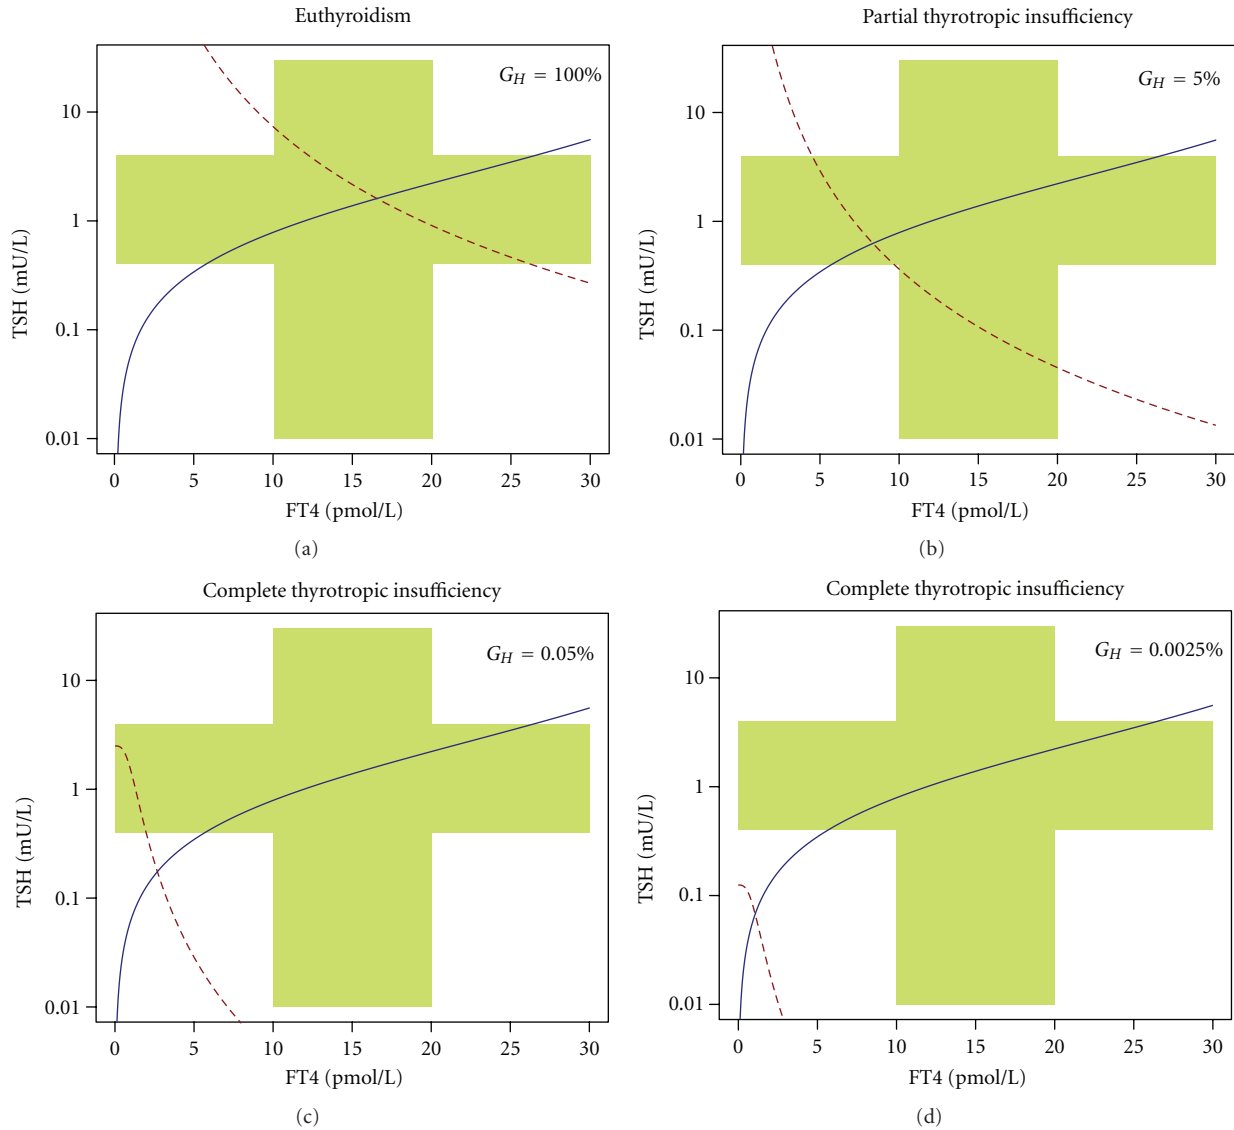 Euthyroidism
G_H = 100%
10
1
0.1
0.01
TSH (mU/L)
0 5 10 15 20 25 30
FT4 (pmol/L)
(a)
Partial thyrotropic insufficiency
G_H = 5%
10
1
0.1
0.01
TSH (mU/L)
0 5 10 15 20 25 30
FT4 (pmol/L)
(b)
Complete thyrotropic insufficiency
G_H = 0.05%
10
1
0.1
0.01
TSH (mU/L)
0 5 10 15 20 25 30
FT4 (pmol/L)
(c)
Complete thyrotropic insufficiency
G_H = 0.0025%
10
1
0.1
0.01
TSH (mU/L)
0 5 10 15 20 25 30
FT4 (pmol/L)
(d)